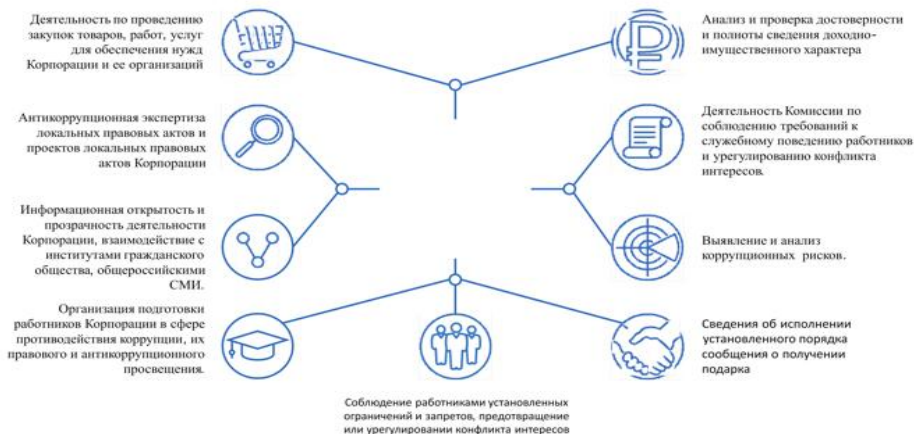 Деятельность по проведению
закупок товаров, работ, услуг
для обеспечения нужд
Корпорации и ее организаций
Антикоррупционная экспертиза
локальных правовых актов и
проектов локальных правовых
актов Корпорации
Информационная открытость и
прозрачность деятельности
Корпорации, взаимодействие с
институтами гражданского
общества, общероссийскими
СМИ.
Организация подготовки
работников Корпорации в сфере
противодействия коррупции, их
правового и антикоррупционного
просвещения.
Соблюдение работниками установленных
ограничений и запретов, предотвращение
или урегулировании конфликта интересов
Анализ и проверка достоверности
и полноты сведения доходно-
имущественного характера
Деятельность Комиссии по
соблюдению требований к
служебному поведению работников
и урегулированию конфликта
интересов.
Выявление и анализ
коррупционных рисков.
Сведения об исполнении
установленного порядка
сообщения о получении
подарка